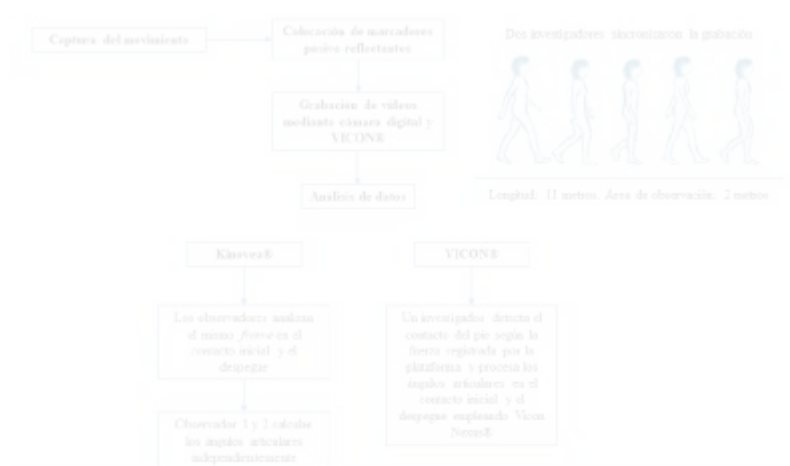 Captura del movimiento
Colocación de marcadores
pasivo-reflectantes
Dos investigadores sincronizaron la grabación
Grabación de vídeos
mediante cámara digital y
VICON®
Análisis de datos
Longitud: 11 metros. Área de observación: 2 metros
Kinovea®
VICON®
Los observadores analizan
el mismo frame en el
contacto inicial y el
despegue
Un investigador detecta el
contacto del pie según la
fuerza registrada por la
plataforma y procesa los
ángulos articulares en el
contacto inicial y el
despegue empleando Vicon
Nexus®
Observador 1 y 2 calculan
los ángulos articulares
independientemente